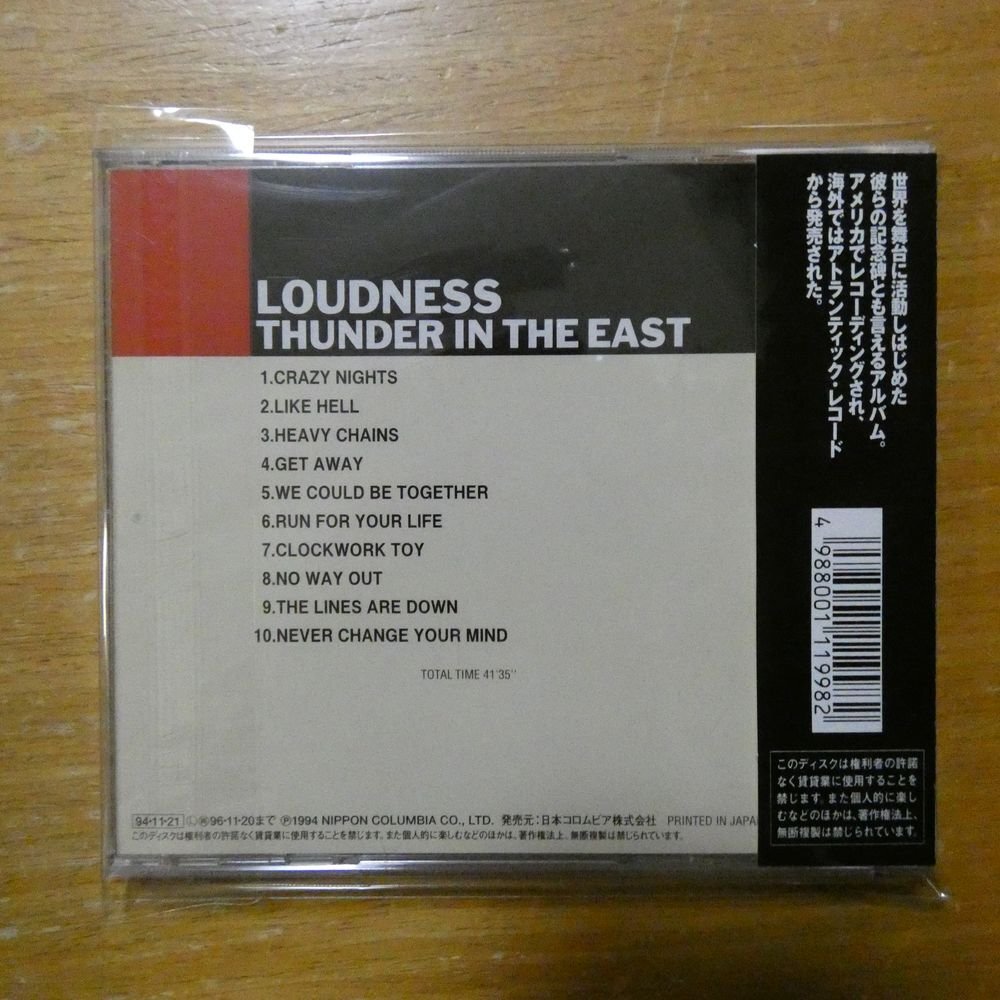 LOUDNESS
THUNDER IN THE EAST
1.CRAZY NIGHTS
2.LIKE HELL
3.HEAVY CHAINS
4.GET AWAY
5.WE COULD BE TOGETHER
6.RUN FOR YOUR LIFE
7.CLOCKWORK TOY
8.NO WAY OUT
9.THE LINES ARE DOWN
10.NEVER CHANGE YOUR MIND
TOTAL TIME 41'35''
94・11・21 Ⓛ Ⓡ 96・11・20まで Ⓟ1994 NIPPON COLUMBIA CO., LTD. 発売元：日本コロムビア株式会社 PRINTED IN JAPA
このディスクは権利者の許諾なく賃貸業に使用することを禁じます。また個人的に楽しむなどのほかは、著作権法上、無断複製は禁じられています。
世界を舞台に活動しはじめた
彼らの記念碑とも言えるアルバム。
アメリカでレコーディングされ、
海外ではアトランティック・レコード
から発売された。
4 988001 119982
このディスクは権利者の許諾
なく賃貸業に使用することを
禁じます。また個人的に楽し
むなどのほかは、著作権法上、
無断複製は禁じられています。